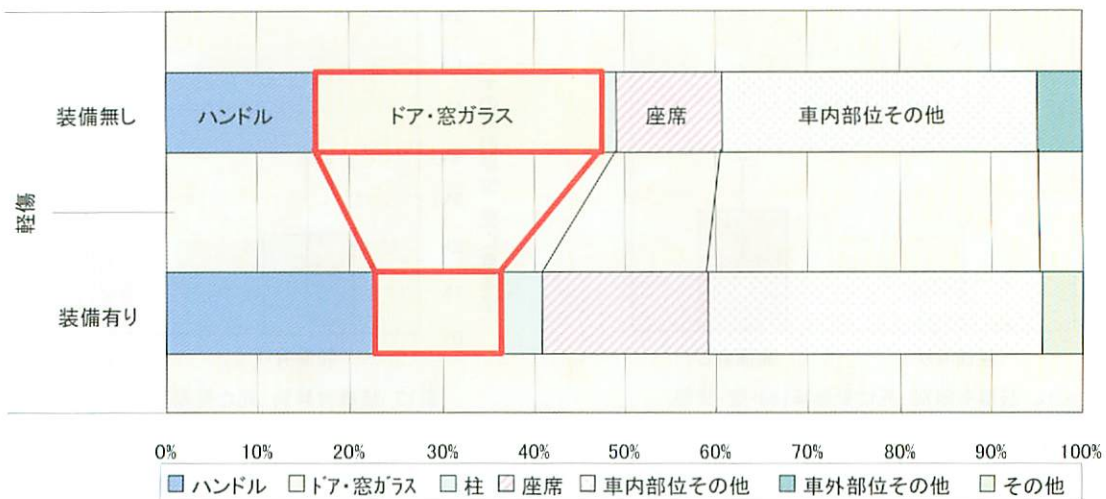 装備無し
ハンドル
ドア・窓ガラス
座席
車内部位その他
軽傷
装備有り
0% 10% 20% 30% 40% 50% 60% 70% 80% 90% 100%
ハンドル ドア・窓ガラス 柱 座席 車内部位その他 車外部位その他 その他